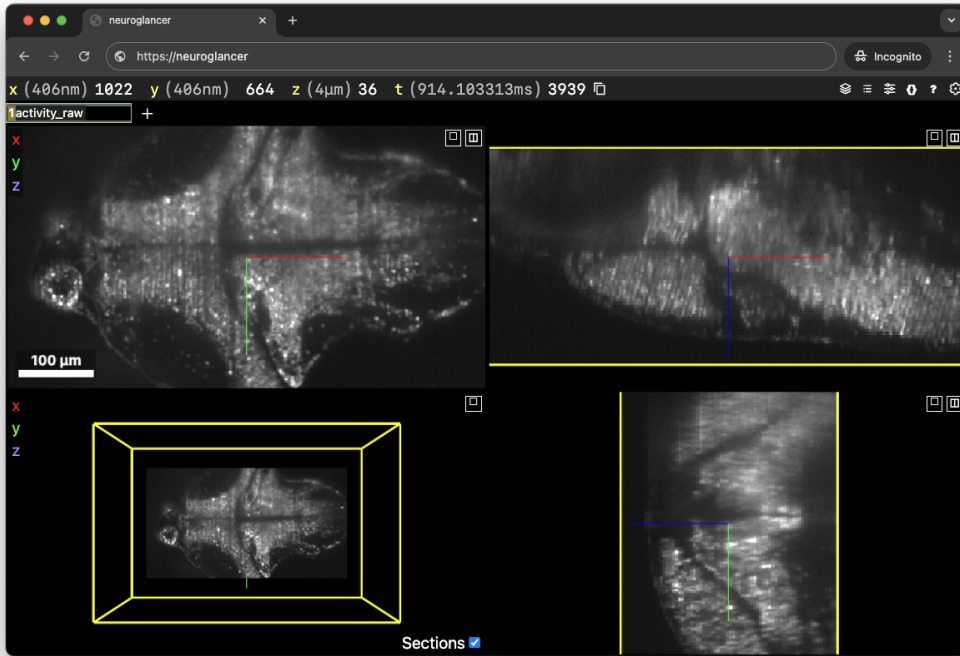 neuroglancer
https://neuroglancer
Incognito
x (406nm) 1022 y (406nm) 664 z (4μm) 36 t (914.103313ms) 3939
1activity_raw
x
y
z
100 μm
x
y
z
Sections